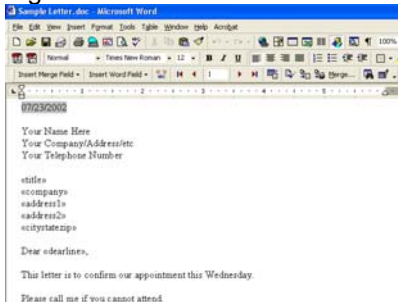 Sample Letter.doc - Microsoft Word
File Edit View Insert Format Tools Table Window Help Acrobat
100%
Normal Times New Roman 12 B I U
Insert Merge Field Insert Word Field 1 Merge...
07/23/2002
Your Name Here
Your Company/Address/etc
Your Telephone Number
«title»
«company»
«address1»
«address2»
«citystatezip»
Dear «dearline»,
This letter is to confirm our appointment this Wednesday.
Please call me if you cannot attend.